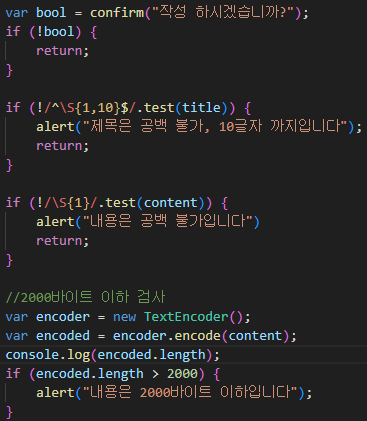 var bool = confirm("작성 하시겠습니까?");
if (!bool) {
    return;
}
if (!/^\S{1,10}$/.test(title)) {
    alert("제목은 공백 불가, 10글자 까지입니다");
    return;
}
if (!/\S{1}/.test(content)) {
    alert("내용은 공백 불가입니다")
    return;
}
//2000바이트 이하 검사
var encoder = new TextEncoder();
var encoded = encoder.encode(content);
console.log(encoded.length);
if (encoded.length > 2000) {
    alert("내용은 2000바이트 이하입니다");
}